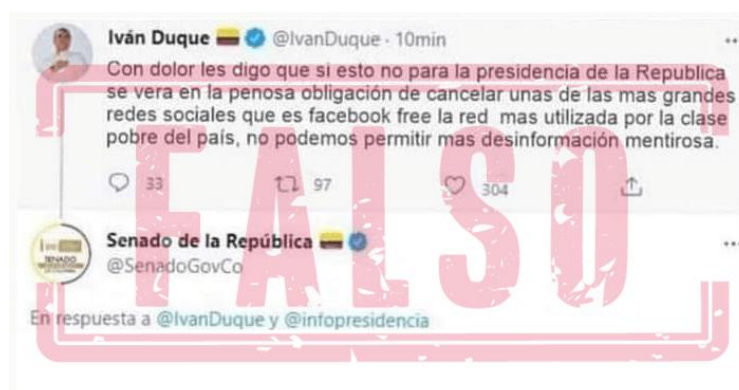 Iván Duque @IvanDuque · 10min
Con dolor les digo que si esto no para la presidencia de la Republica
se vera en la penosa obligación de cancelar unas de las mas grandes
redes sociales que es facebook free la red mas utilizada por la clase
pobre del país, no podemos permitir mas desinformación mentirosa.
33 97 304
FALSO
SENADO
Senado de la República
@SenadoGovCo
En respuesta a @IvanDuque y @infopresidencia